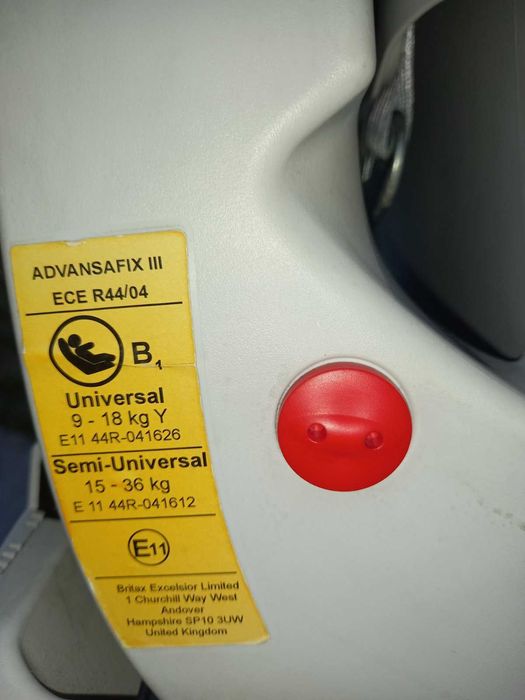 ADVANSAFIX III
ECE R44/04
B1
Universal
9 - 18 kg Y
E11 44R-041626
Semi-Universal
15 - 36 kg
E 11 44R-041612
E11
Britax Excelsior Limited
1 Churchill Way West
Andover
Hampshire SP10 3UW
United Kingdom